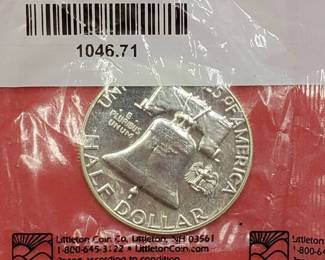 1046.71
UNITED STATES OF AMERICA
E
PLURIBUS
UNUM
HALF DOLLAR
Littleton Coin Co. Littleton, NH 03561
1-800-645-3122 • LittletonCoin.com